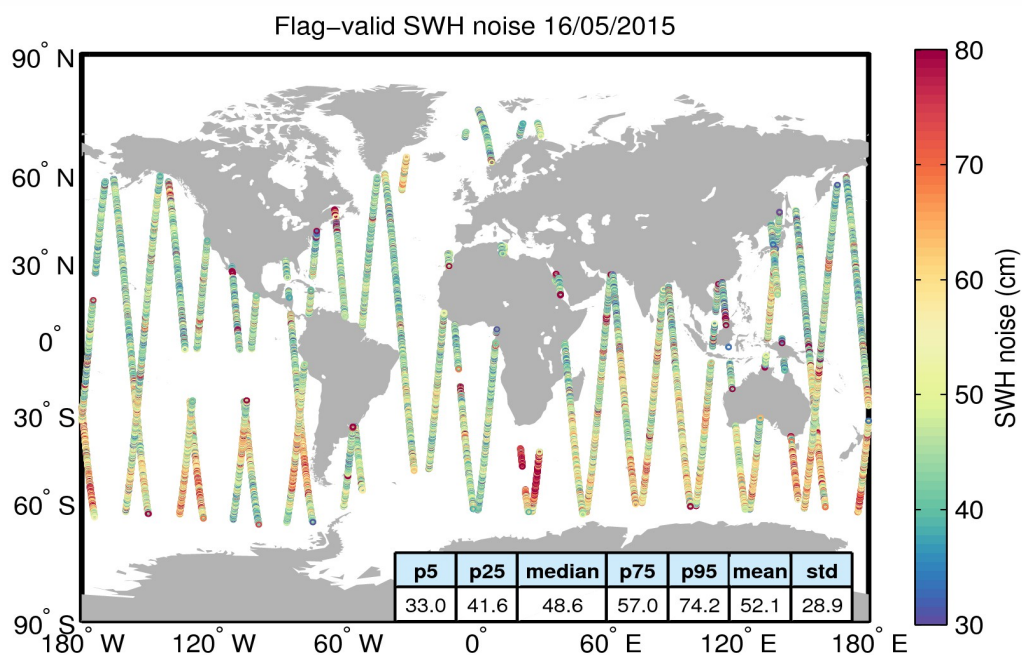 Flag−valid SWH noise 16/05/2015
90° N
60° N
30° N
0°
30° S
60° S
90° S
180° W
120° W
60° W
0°
60° E
120° E
180° E
80
70
60
50
40
30
SWH noise (cm)
p5 p25 median p75 p95 mean std
33.0 41.6 48.6 57.0 74.2 52.1 28.9